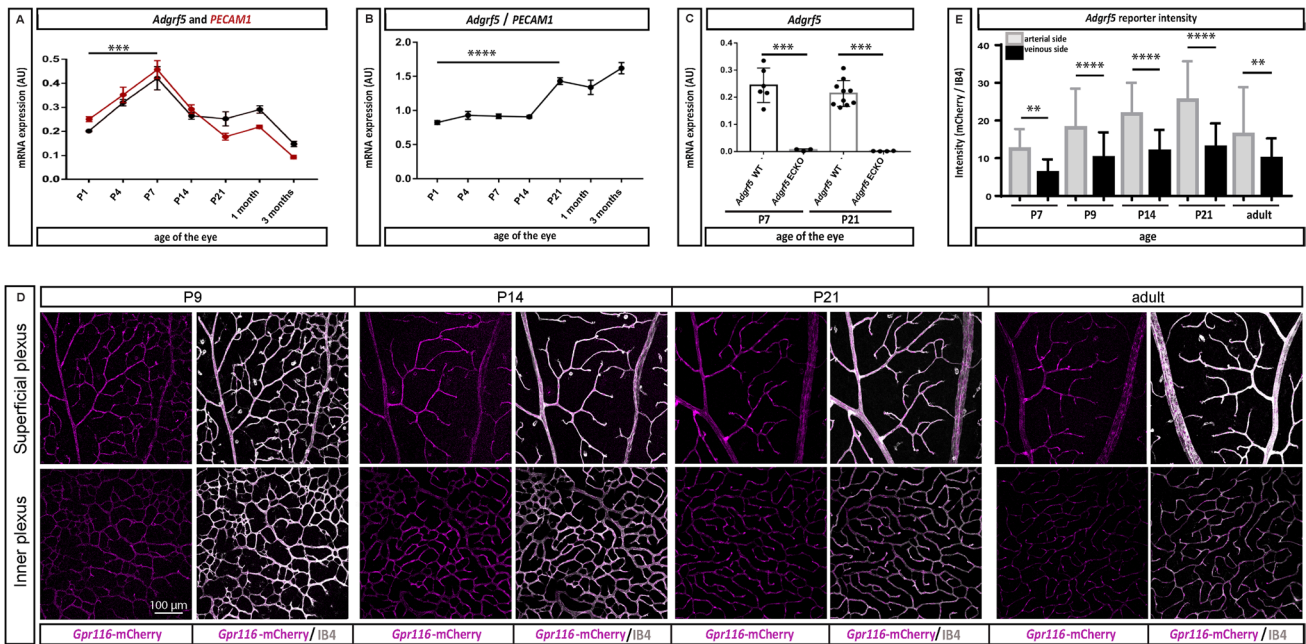 A
Adgrf5 and PECAM1
mRNA expression (AU)
0.5
0.4
0.3
0.2
0.1
0.0
***
P1
P4
P7
P14
P21
1 month
3 months
age of the eye
B
Adgrf5 / PECAM1
mRNA expression (AU)
2.0
1.5
1.0
0.5
0.0
****
P1
P4
P7
P14
P21
1 month
3 months
age of the eye
C
Adgrf5
mRNA expression (AU)
0.4
0.3
0.2
0.1
0.0
***
***
Adgrf5 WT -
Adgrf5 ECKO
Adgrf5 WT -
Adgrf5 ECKO
P7
P21
age of the eye
E
Adgrf5 reporter intensity
Intensity (mCherry / IB4)
arterial side
venous side
40
30
20
10
0
**
****
****
****
**
P7
P9
P14
P21
adult
age
D
P9
P14
P21
adult
Superficial plexus
Inner plexus
100 µm
Gpr116-mCherry
Gpr116-mCherry/IB4
Gpr116-mCherry
Gpr116-mCherry/IB4
Gpr116-mCherry
Gpr116-mCherry/IB4
Gpr116-mCherry
Gpr116-mCherry/IB4